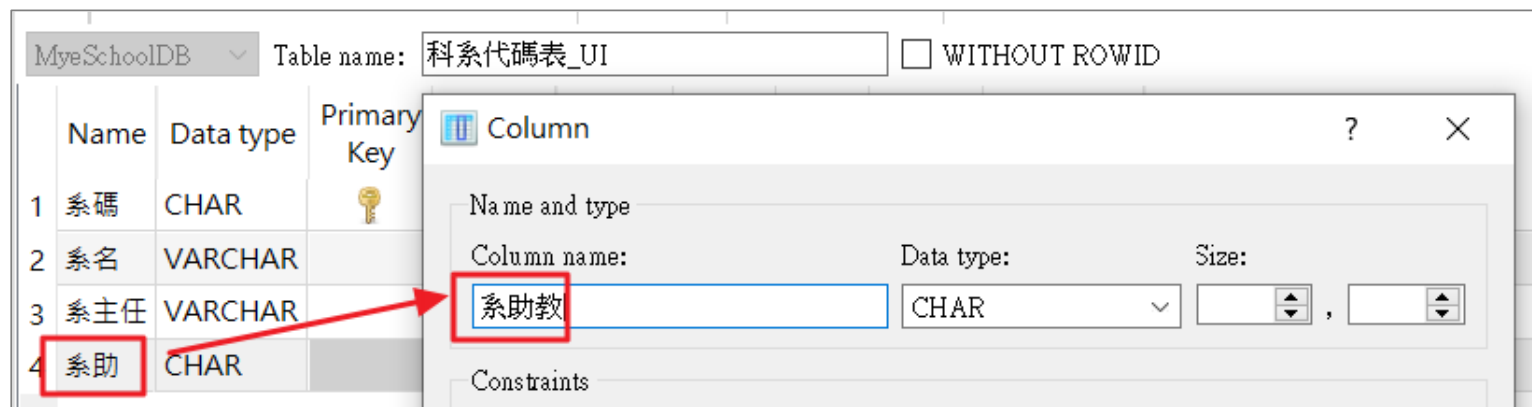 MyeSchoolDB Table name: 科系代碼表_UI WITHOUT ROWID
Name Data type Primary Key
1 系碼 CHAR
2 系名 VARCHAR
3 系主任 VARCHAR
4 系助 CHAR
Column ?
Name and type
Column name: Data type: Size:
系助教 CHAR ,
Constraints